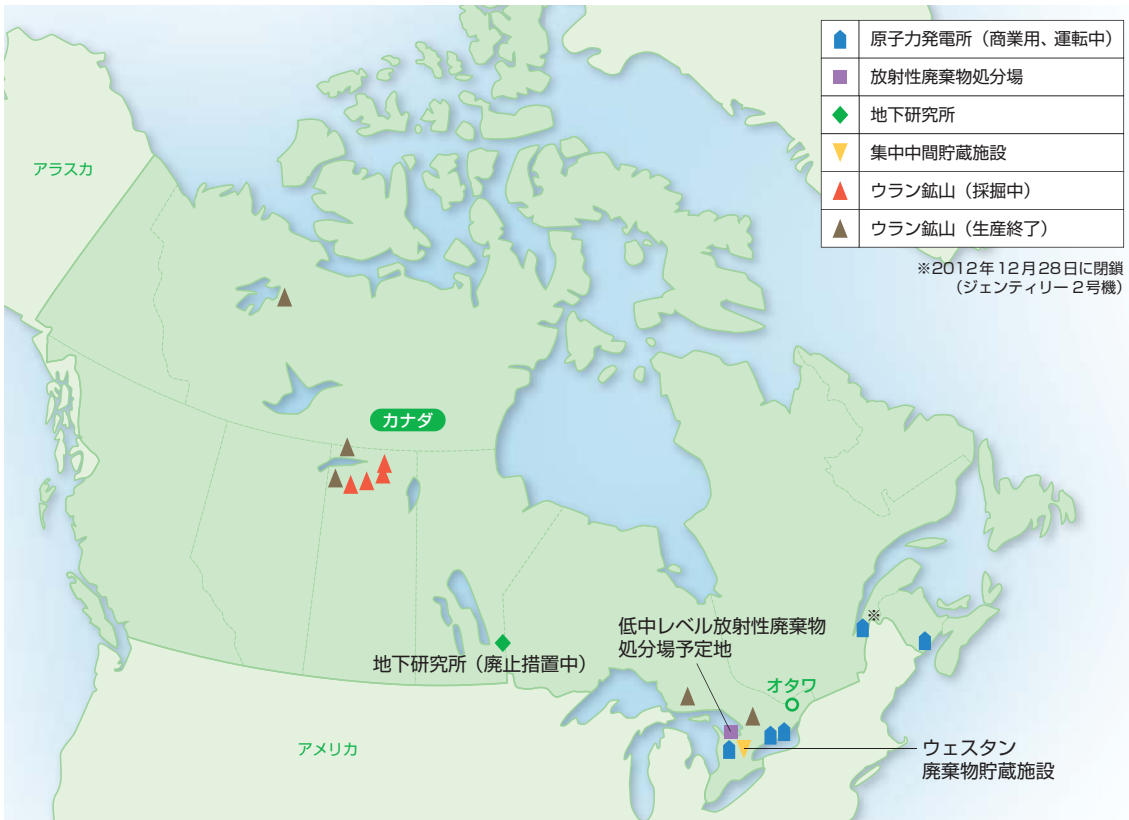 原子力発電所（商業用、運転中）
放射性廃棄物処分場
地下研究所
集中中間貯蔵施設
ウラン鉱山（採掘中）
ウラン鉱山（生産終了）
※2012年12月28日に閉鎖
（ジェンティリー2号機）
アラスカ
カナダ
※
低中レベル放射性廃棄物
処分場予定地
地下研究所（廃止措置中）
オタワ
アメリカ
ウェスタン
廃棄物貯蔵施設